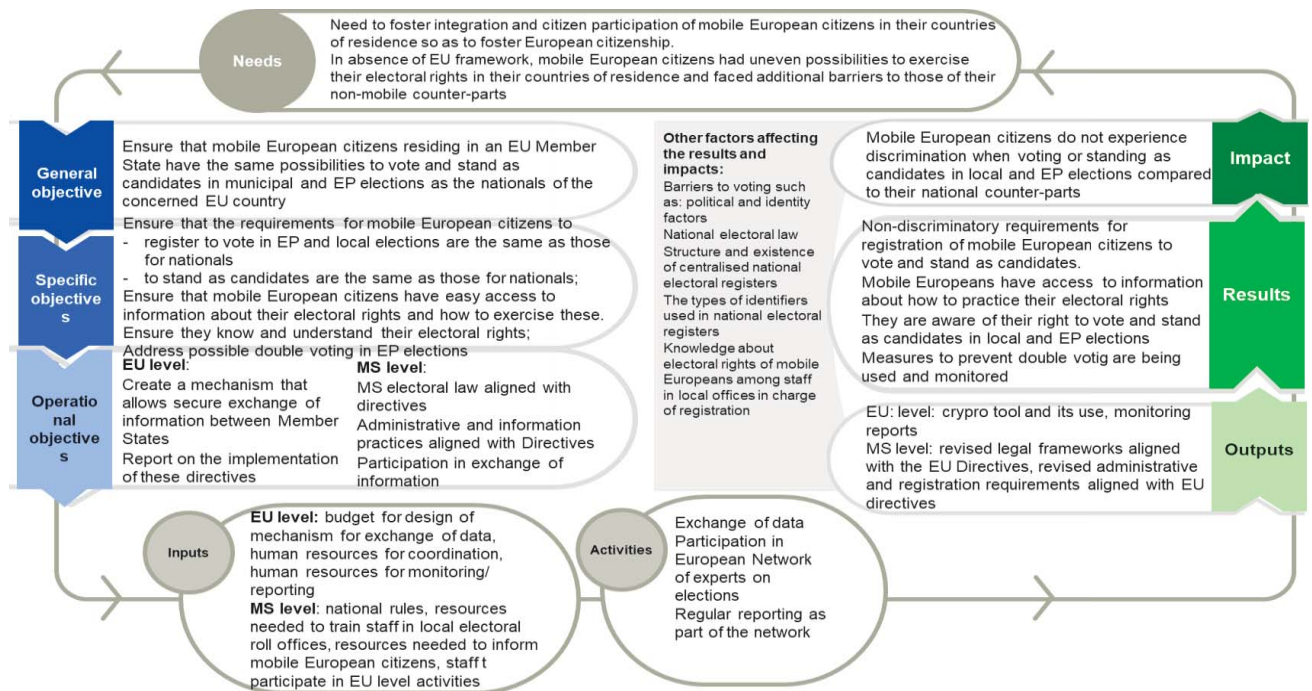 Needs
Need to foster integration and citizen participation of mobile European citizens in their countries
of residence so as to foster European citizenship.
In absence of EU framework, mobile European citizens had uneven possibilities to exercise
their electoral rights in their countries of residence and faced additional barriers to those of their
non-mobile counter-parts
General
objective
Ensure that mobile European citizens residing in an EU Member
State have the same possibilities to vote and stand as
candidates in municipal and EP elections as the nationals of the
concerned EU country
Specific
objective
s
Ensure that the requirements for mobile European citizens to
- register to vote in EP and local elections are the same as those
for nationals
- to stand as candidates are the same as those for nationals;
Ensure that mobile European citizens have easy access to
information about their electoral rights and how to exercise these.
Ensure they know and understand their electoral rights;
Address possible double voting in EP elections
Operatio
nal
objective
s
EU level:
Create a mechanism that
allows secure exchange of
information between Member
States
Report on the implementation
of these directives
MS level:
MS electoral law aligned with
directives
Administrative and information
practices aligned with Directives
Participation in exchange of
information
Other factors affecting
the results and
impacts:
Barriers to voting such
as: political and identity
factors
National electoral law
Structure and existence
of centralised national
electoral registers
The types of identifiers
used in national electoral
registers
Knowledge about
electoral rights of mobile
Europeans among staff
in local offices in charge
of registration
Mobile European citizens do not experience
discrimination when voting or standing as
candidates in local and EP elections compared
to their national counter-parts
Impact
Non-discriminatory requirements for
registration of mobile European citizens to
vote and stand as candidates.
Mobile Europeans have access to information
about how to practice their electoral rights
They are aware of their right to vote and stand
as candidates in local and EP elections
Measures to prevent double votig are being
used and monitored
Results
EU: level: crypro tool and its use, monitoring
reports
MS level: revised legal frameworks aligned
with the EU Directives, revised administrative
and registration requirements aligned with EU
directives
Outputs
Inputs
EU level: budget for design of
mechanism for exchange of data,
human resources for coordination,
human resources for monitoring/
reporting
MS level: national rules, resources
needed to train staff in local electoral
roll offices, resources needed to inform
mobile European citizens, staff t
participate in EU level activities
Activities
Exchange of data
Participation in
European Network
of experts on
elections
Regular reporting as
part of the network